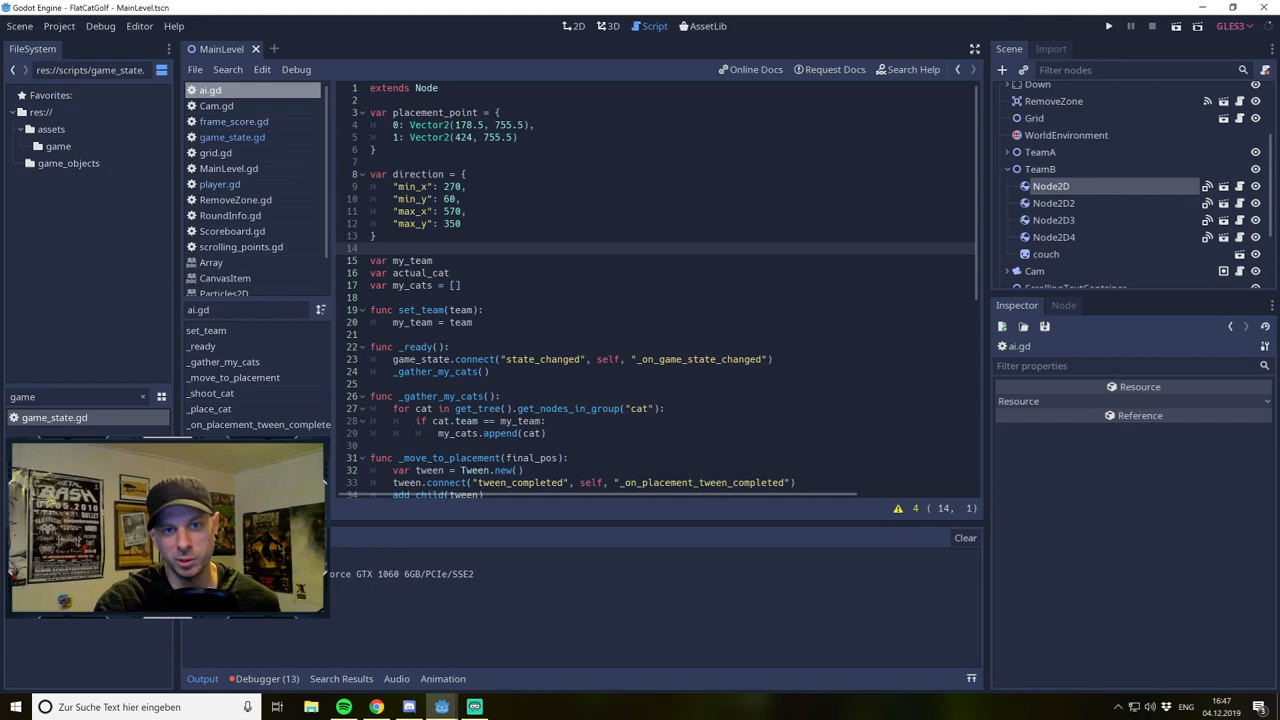 Godot Engine - FlatCatGolf - MainLevel.tscn
Scene Project Debug Editor Help
2D 3D Script AssetLib
GLES3
FileSystem
res://scripts/game_state.
Favorites:
res://
assets
game
game_objects
game
game_state.gd
MainLevel
File Search Edit Debug
Online Docs Request Docs Search Help
ai.gd
Cam.gd
frame_score.gd
game_state.gd
grid.gd
MainLevel.gd
player.gd
RemoveZone.gd
RoundInfo.gd
Scoreboard.gd
scrolling_points.gd
Array
CanvasItem
Particles2D
ai.gd
set_team
_ready
_gather_my_cats
_move_to_placement
_shoot_cat
_place_cat
_on_placement_tween_complete
1 extends Node
2
3 var placement_point = {
4 0: Vector2(178.5, 755.5),
5 1: Vector2(424, 755.5)
6 }
7
8 var direction = {
9 "min_x": 270,
10 "min_y": 60,
11 "max_x": 570,
12 "max_y": 350
13 }
14
15 var my_team
16 var actual_cat
17 var my_cats = []
18
19 func set_team(team):
20 my_team = team
21
22 func _ready():
23 game_state.connect("state_changed", self, "_on_game_state_changed")
24 _gather_my_cats()
25
26 func _gather_my_cats():
27 for cat in get_tree().get_nodes_in_group("cat"):
28 if cat.team == my_team:
29 my_cats.append(cat)
30
31 func _move_to_placement(final_pos):
32 var tween = Tween.new()
33 tween.connect("tween_completed", self, "_on_placement_tween_completed")
34 add_child(tween)
4 ( 14, 1)
Clear
orce GTX 1060 6GB/PCIe/SSE2
Output Debugger (13) Search Results Audio Animation
Scene Import
Filter nodes
Down
RemoveZone
Grid
WorldEnvironment
TeamA
TeamB
Node2D
Node2D2
Node2D3
Node2D4
couch
Cam
ScrollingTextContainer
Inspector Node
ai.gd
Filter properties
Resource
Resource
Reference
Zur Suche Text hier eingeben
16:47
04.12.2019
3